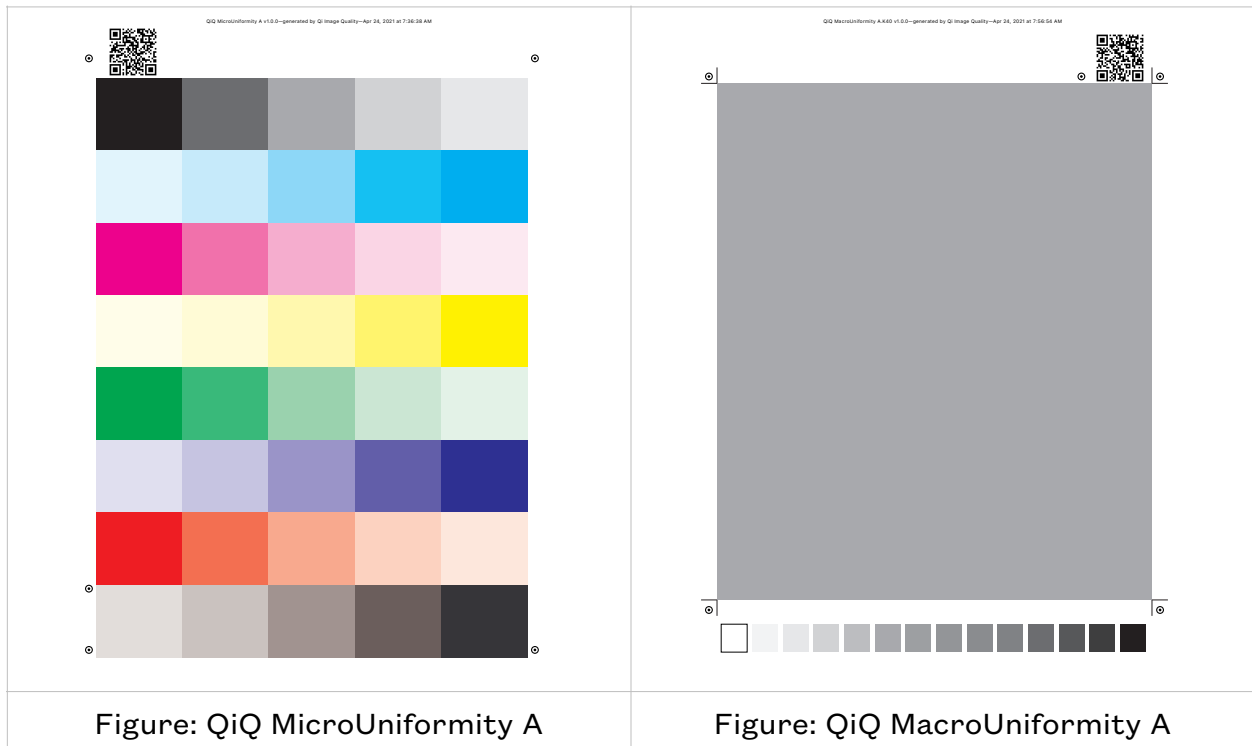 QiQ MicroUniformity A v1.0.0—generated by Qi Image Quality—Apr 24, 2021 at 7:36:38 AM
QiQ MacroUniformity A.K40 v1.0.0—generated by Qi Image Quality—Apr 24, 2021 at 7:56:54 AM
Figure: QiQ MicroUniformity A
Figure: QiQ MacroUniformity A